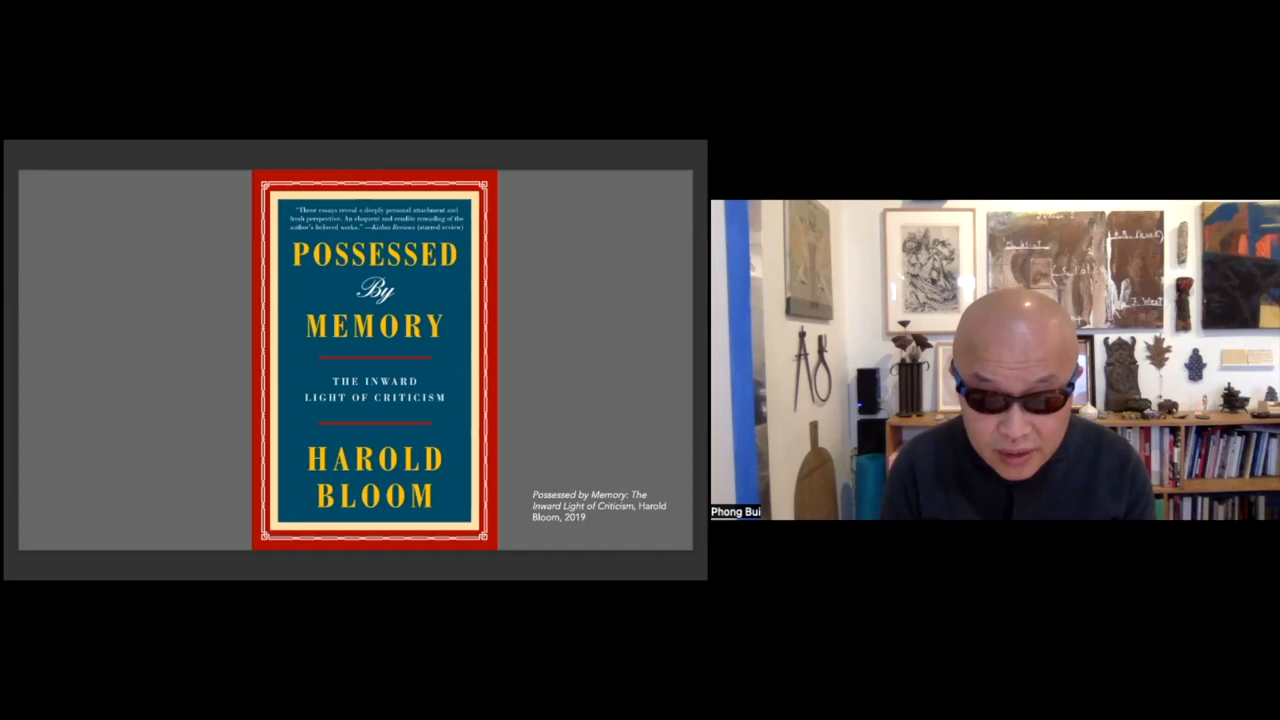 "These essays reveal a deeply personal attachment and
fresh perspective. An eloquent and erudite rereading of the
author's beloved works." —Kirkus Reviews (starred review)
POSSESSED
By
MEMORY
THE INWARD
LIGHT OF CRITICISM
HAROLD
BLOOM
Possessed by Memory: The
Inward Light of Criticism, Harold
Bloom, 2019
Phong Bui